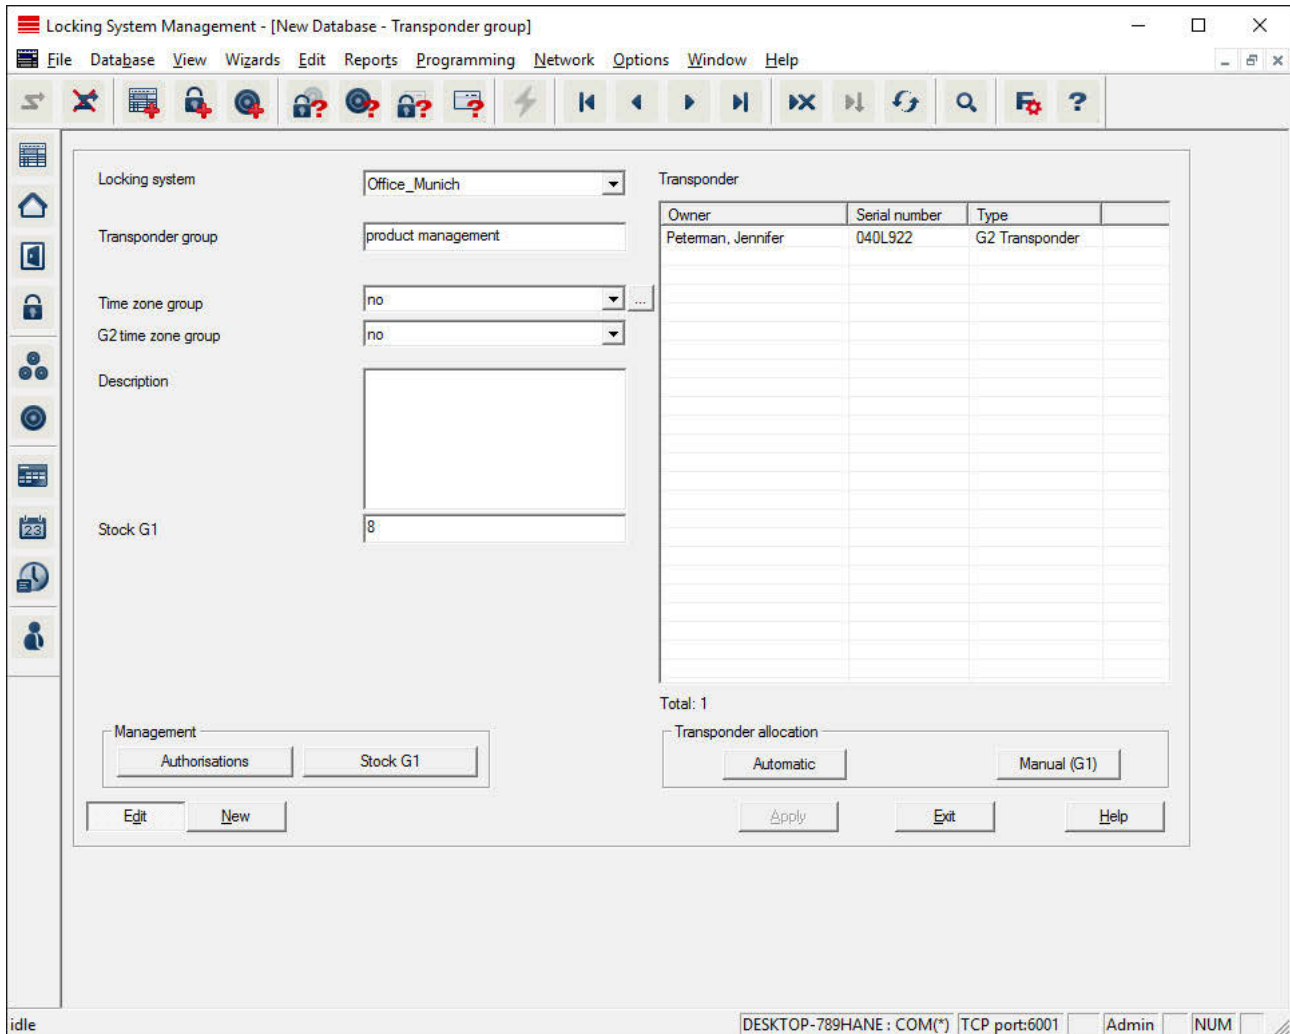 Locking System Management - [New Database - Transponder group]
File Database View Wizards Edit Reports Programming Network Options Window Help
Locking system
Office_Munich
Transponder group
product management
Time zone group
no
...
G2 time zone group
no
Description
Stock G1
8
Transponder
Owner Serial number Type
Peterman, Jennifer 040L922 G2 Transponder
Total: 1
Management
Authorisations
Stock G1
Transponder allocation
Automatic
Manual (G1)
Edit
New
Apply
Exit
Help
23
idle
DESKTOP-789HANE : COM(*) TCP port:6001 Admin NUM